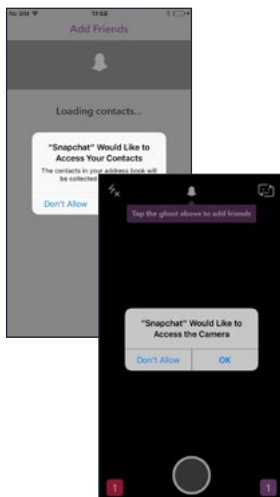 No SIM 11:58
Add Friends
Loading contacts...
"Snapchat" Would Like to
Access Your Contacts
The contacts in your address book will
be collected
Don't Allow
Tap the ghost above to add friends
"Snapchat" Would Like to
Access the Camera
Don't Allow OK
1 1